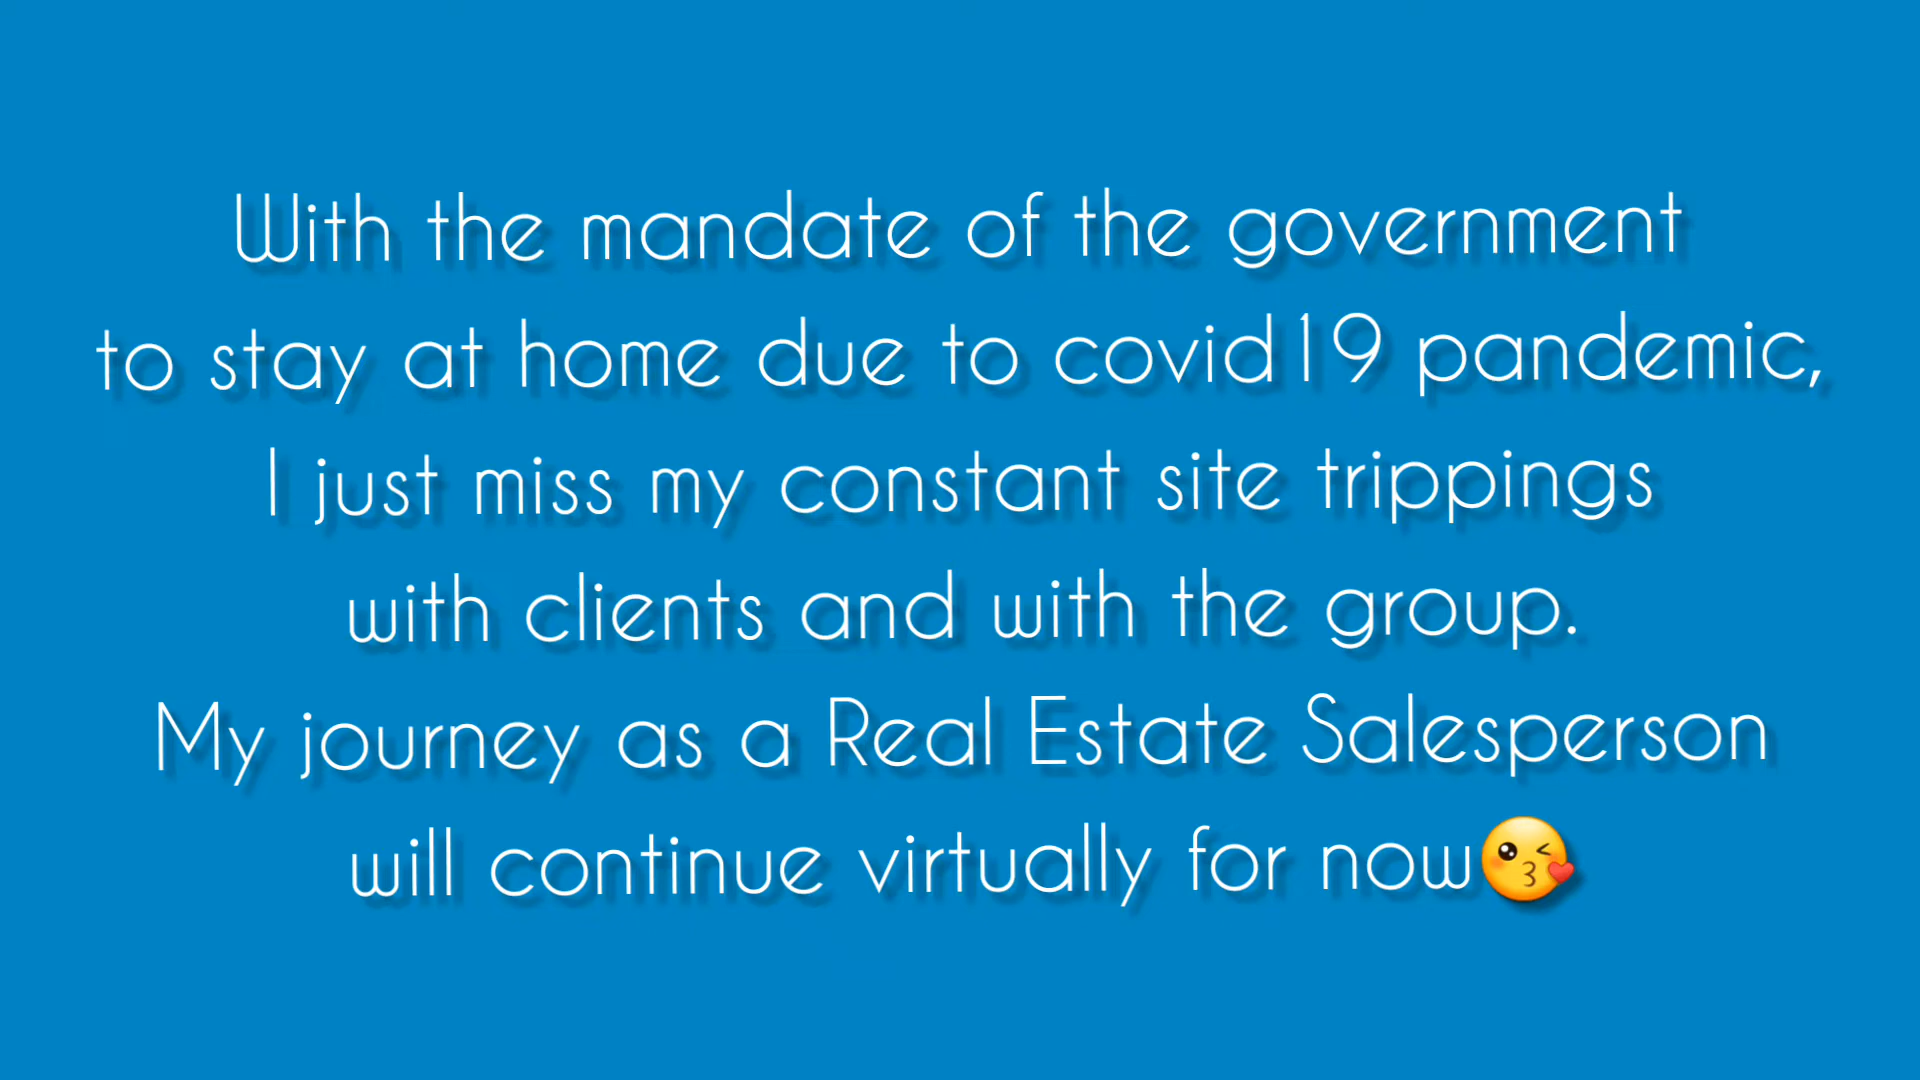 With the mandate of the government
to stay at home due to covid19 pandemic,
I just miss my constant site trippings
with clients and with the group.
My journey as a Real Estate Salesperson
will continue virtually for now😘